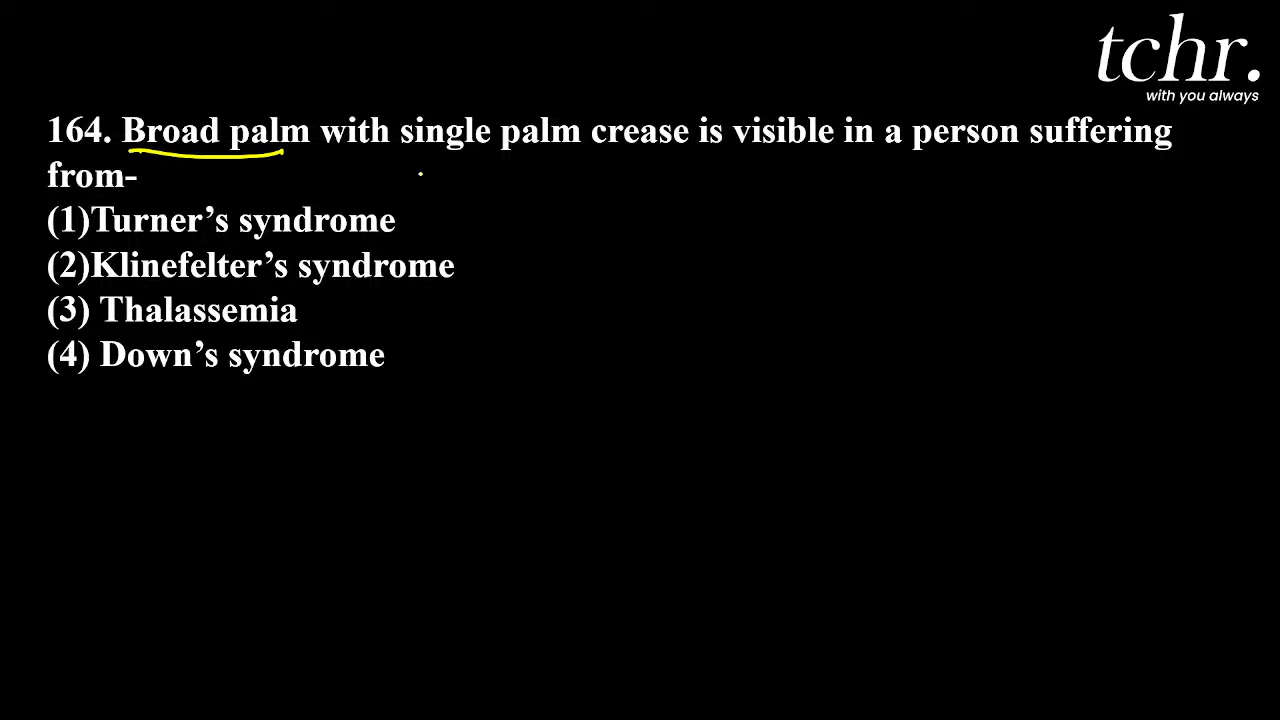 tchr.
with you always
164. Broad palm with single palm crease is visible in a person suffering
from-
(1)Turner’s syndrome
(2)Klinefelter’s syndrome
(3) Thalassemia
(4) Down’s syndrome